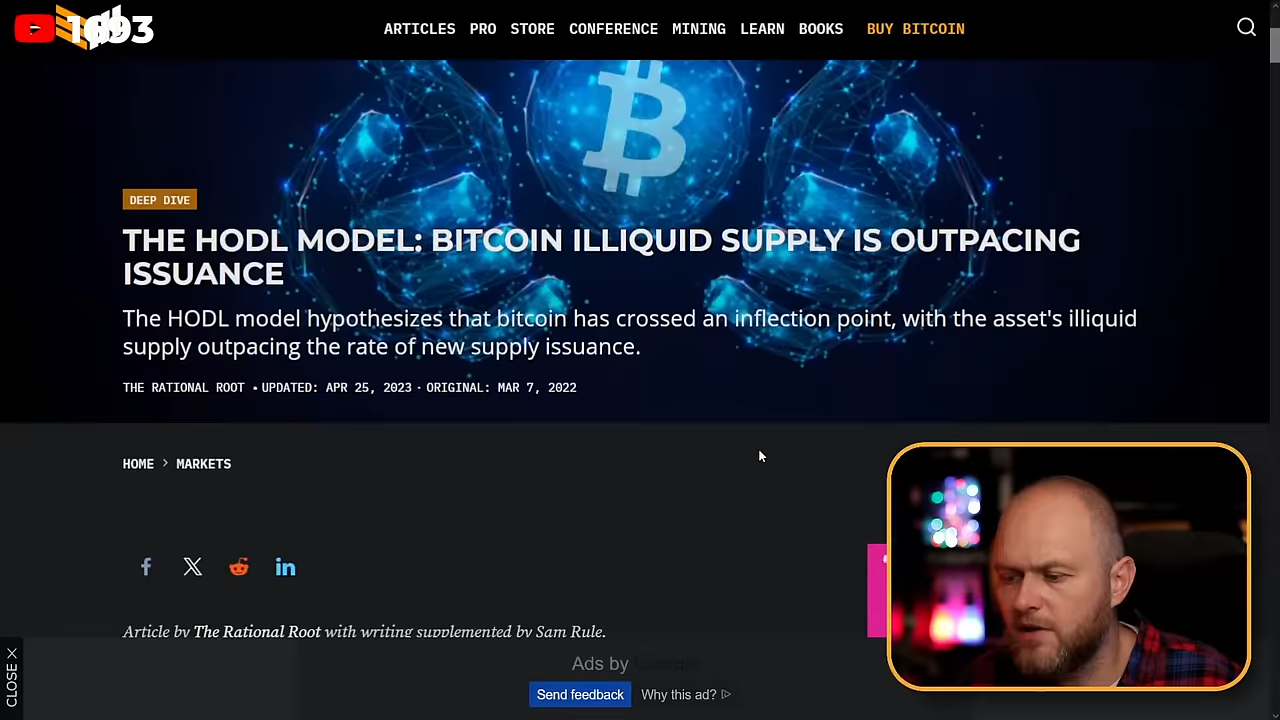 1693
ARTICLES PRO STORE CONFERENCE MINING LEARN BOOKS BUY BITCOIN
DEEP DIVE
THE HODL MODEL: BITCOIN ILLIQUID SUPPLY IS OUTPACING
ISSUANCE
The HODL model hypothesizes that bitcoin has crossed an inflection point, with the asset's illiquid
supply outpacing the rate of new supply issuance.
THE RATIONAL ROOT • UPDATED: APR 25, 2023 · ORIGINAL: MAR 7, 2022
HOME > MARKETS
Article by The Rational Root with writing supplemented by Sam Rule.
Ads by
Send feedback Why this ad?
CLOSE X